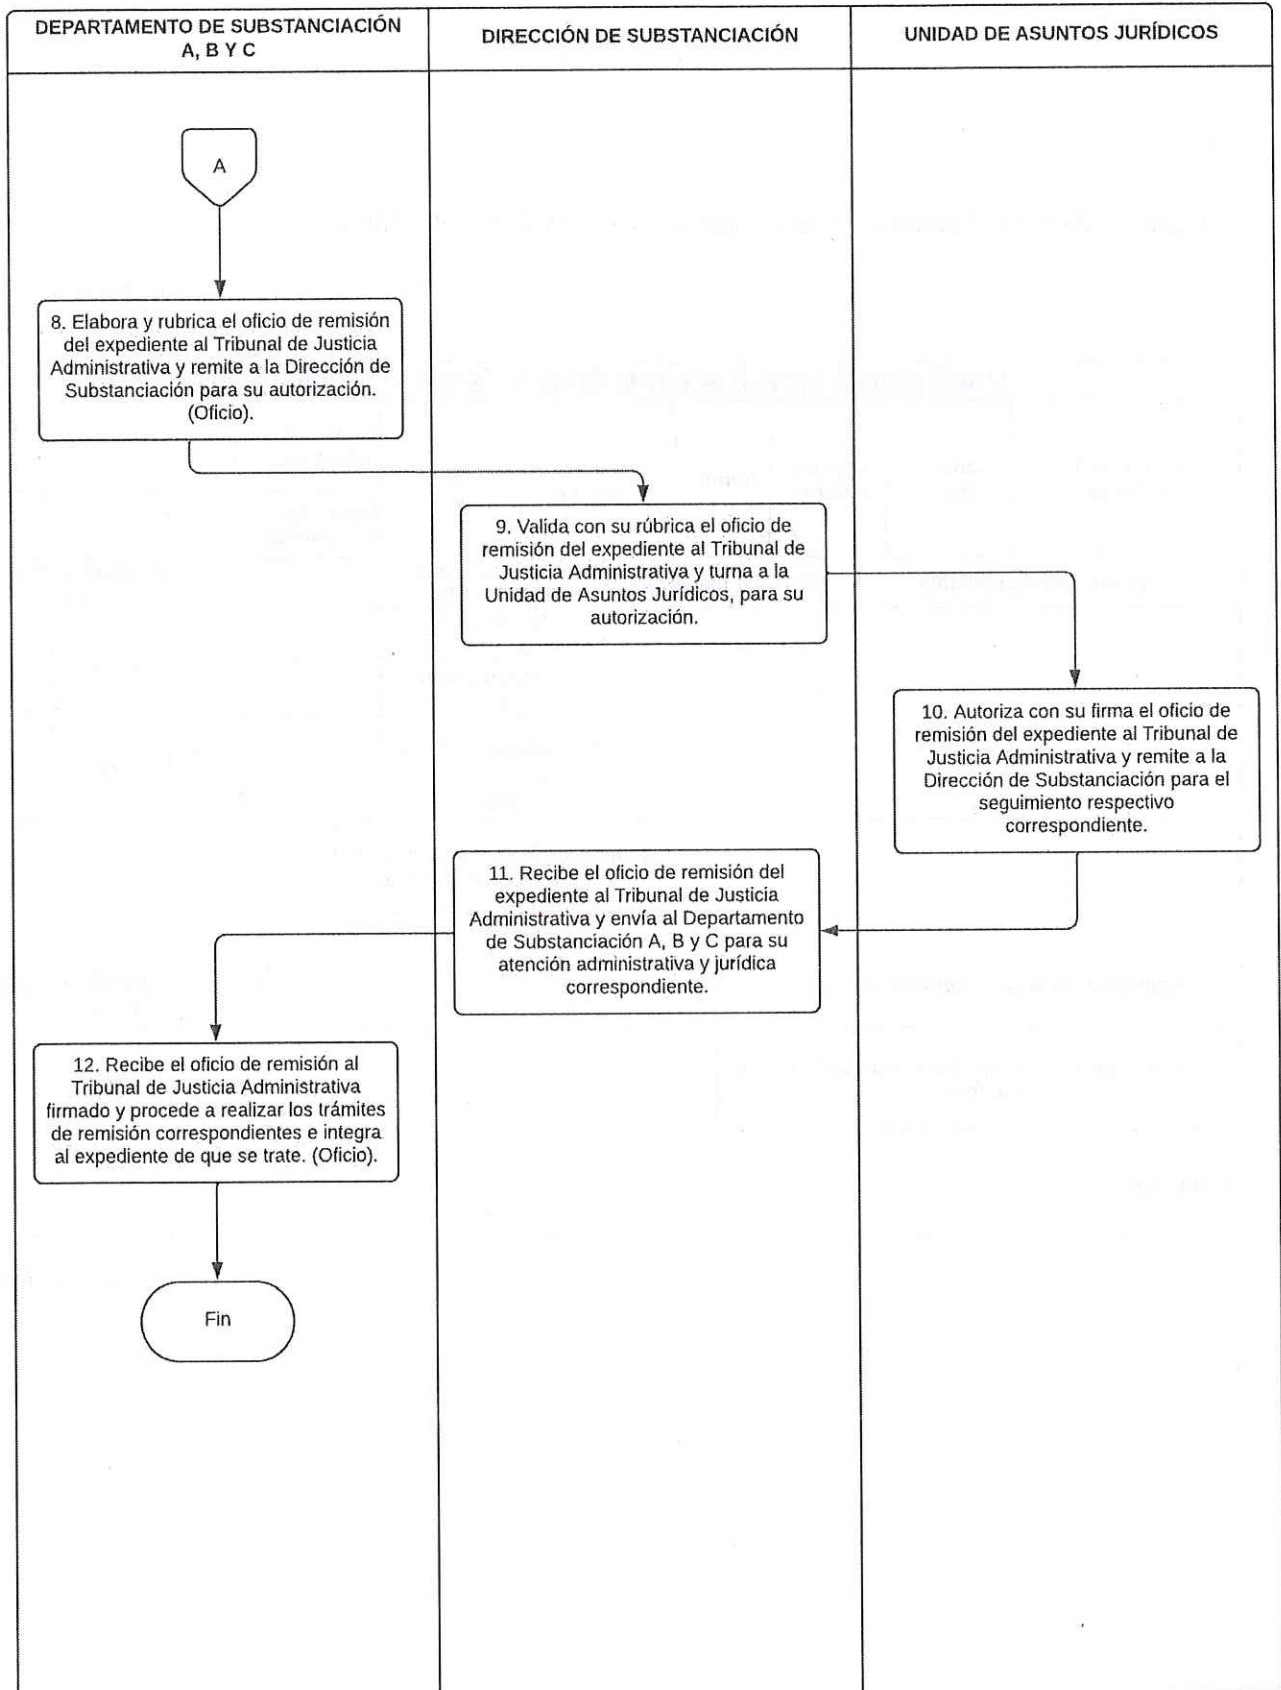 DEPARTAMENTO DE SUBSTANCIACIÓN
A, B Y C
DIRECCIÓN DE SUBSTANCIACIÓN
UNIDAD DE ASUNTOS JURÍDICOS
A
8. Elabora y rubrica el oficio de remisión
del expediente al Tribunal de Justicia
Administrativa y remite a la Dirección de
Substanciación para su autorización.
(Oficio).
9. Valida con su rúbrica el oficio de
remisión del expediente al Tribunal de
Justicia Administrativa y turna a la
Unidad de Asuntos Jurídicos, para su
autorización.
10. Autoriza con su firma el oficio de
remisión del expediente al Tribunal de
Justicia Administrativa y remite a la
Dirección de Substanciación para el
seguimiento respectivo
correspondiente.
11. Recibe el oficio de remisión del
expediente al Tribunal de Justicia
Administrativa y envía al Departamento
de Substanciación A, B y C para su
atención administrativa y jurídica
correspondiente.
12. Recibe el oficio de remisión al
Tribunal de Justicia Administrativa
firmado y procede a realizar los trámites
de remisión correspondientes e integra
al expediente de que se trate. (Oficio).
Fin